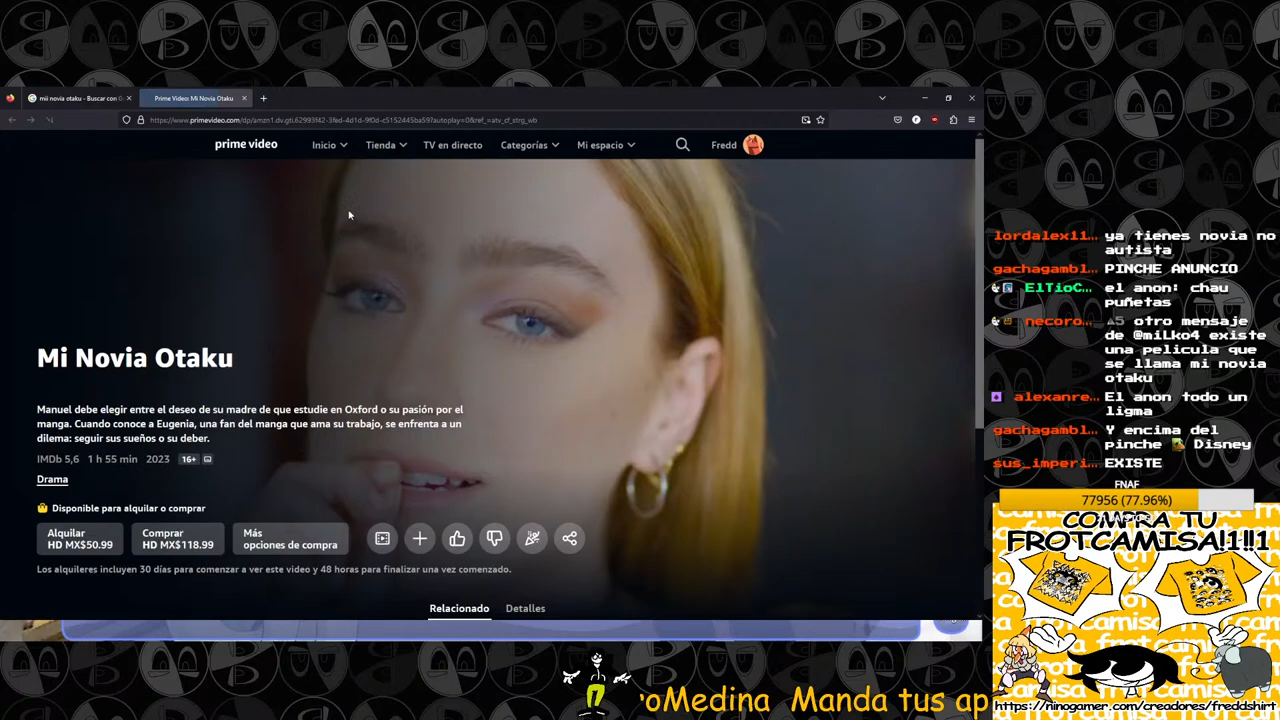 mii novia otaku - Buscar con G
Prime Video: Mi Novia Otaku
https://www.primevideo.com/dp/amzn1.dv.gti.62993f42-3fed-4d1d-9f0d-c5152445ba59?autoplay=0&ref_=atv_cf_strg_wb
prime video
Inicio
Tienda
TV en directo
Categorías
Mi espacio
Fredd
Mi Novia Otaku
Manuel debe elegir entre el deseo de su madre de que estudie en Oxford o su pasión por el
manga. Cuando conoce a Eugenia, una fan del manga que ama su trabajo, se enfrenta a un
dilema: seguir sus sueños o su deber.
IMDb 5,6 1 h 55 min 2023 16+
Drama
Disponible para alquilar o comprar
Alquilar
HD MX$50.99
Comprar
HD MX$118.99
Más
opciones de compra
Los alquileres incluyen 30 días para comenzar a ver este video y 48 horas para finalizar una vez comenzado.
Relacionado
Detalles
lordalex11... ya tienes novia no
autista
gachagambl... PINCHE ANUNCIO
ElTioC... el anon: chau
puñetas
necoro... otro mensaje
de @milko4 existe
una pelicula que
se llama mi novia
otaku
alexanre... El anon todo un
ligma
gachagambl... Y encima del
pinche Disney
sus_imperi... EXISTE
FNAF
77956 (77.96%)
COMPRA TU
FROTCAMISA!1!!1
https://ninogamer.com/creadores/freddshirt
oMedina Manda tus ap